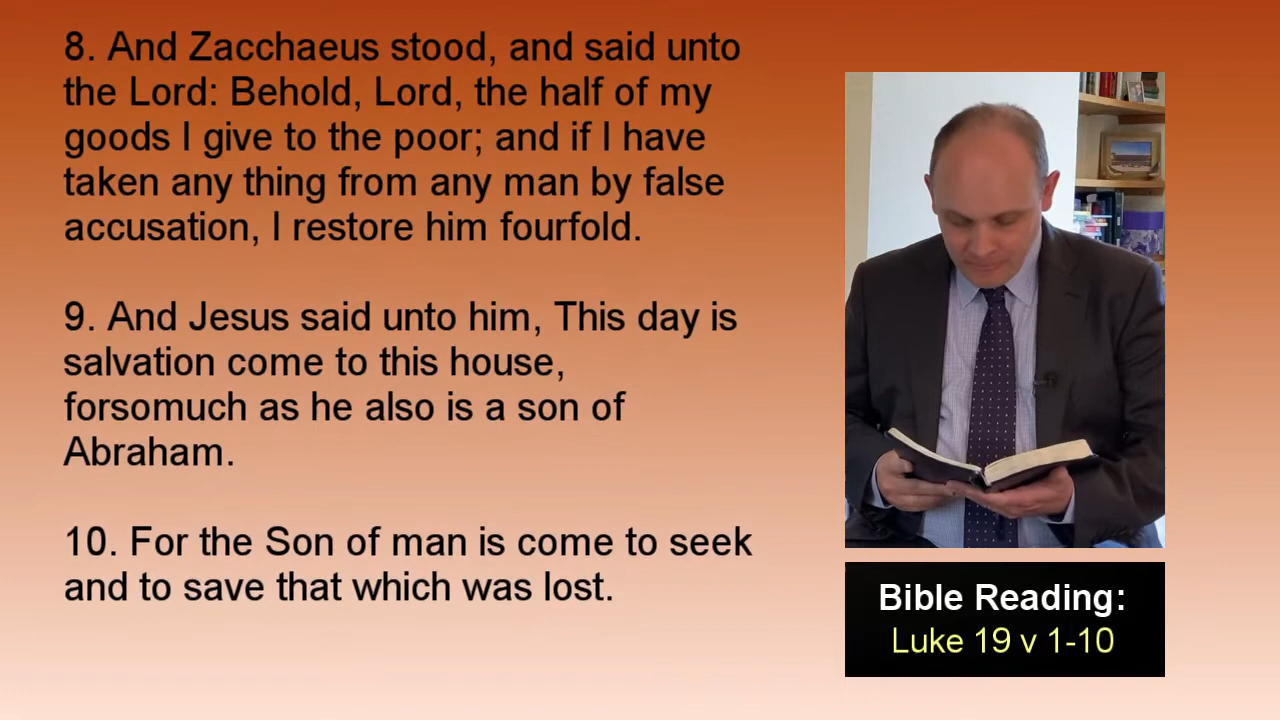 8. And Zacchaeus stood, and said unto
the Lord: Behold, Lord, the half of my
goods I give to the poor; and if I have
taken any thing from any man by false
accusation, I restore him fourfold.
9. And Jesus said unto him, This day is
salvation come to this house,
forsomuch as he also is a son of
Abraham.
10. For the Son of man is come to seek
and to save that which was lost.
Bible Reading:
Luke 19 v 1-10